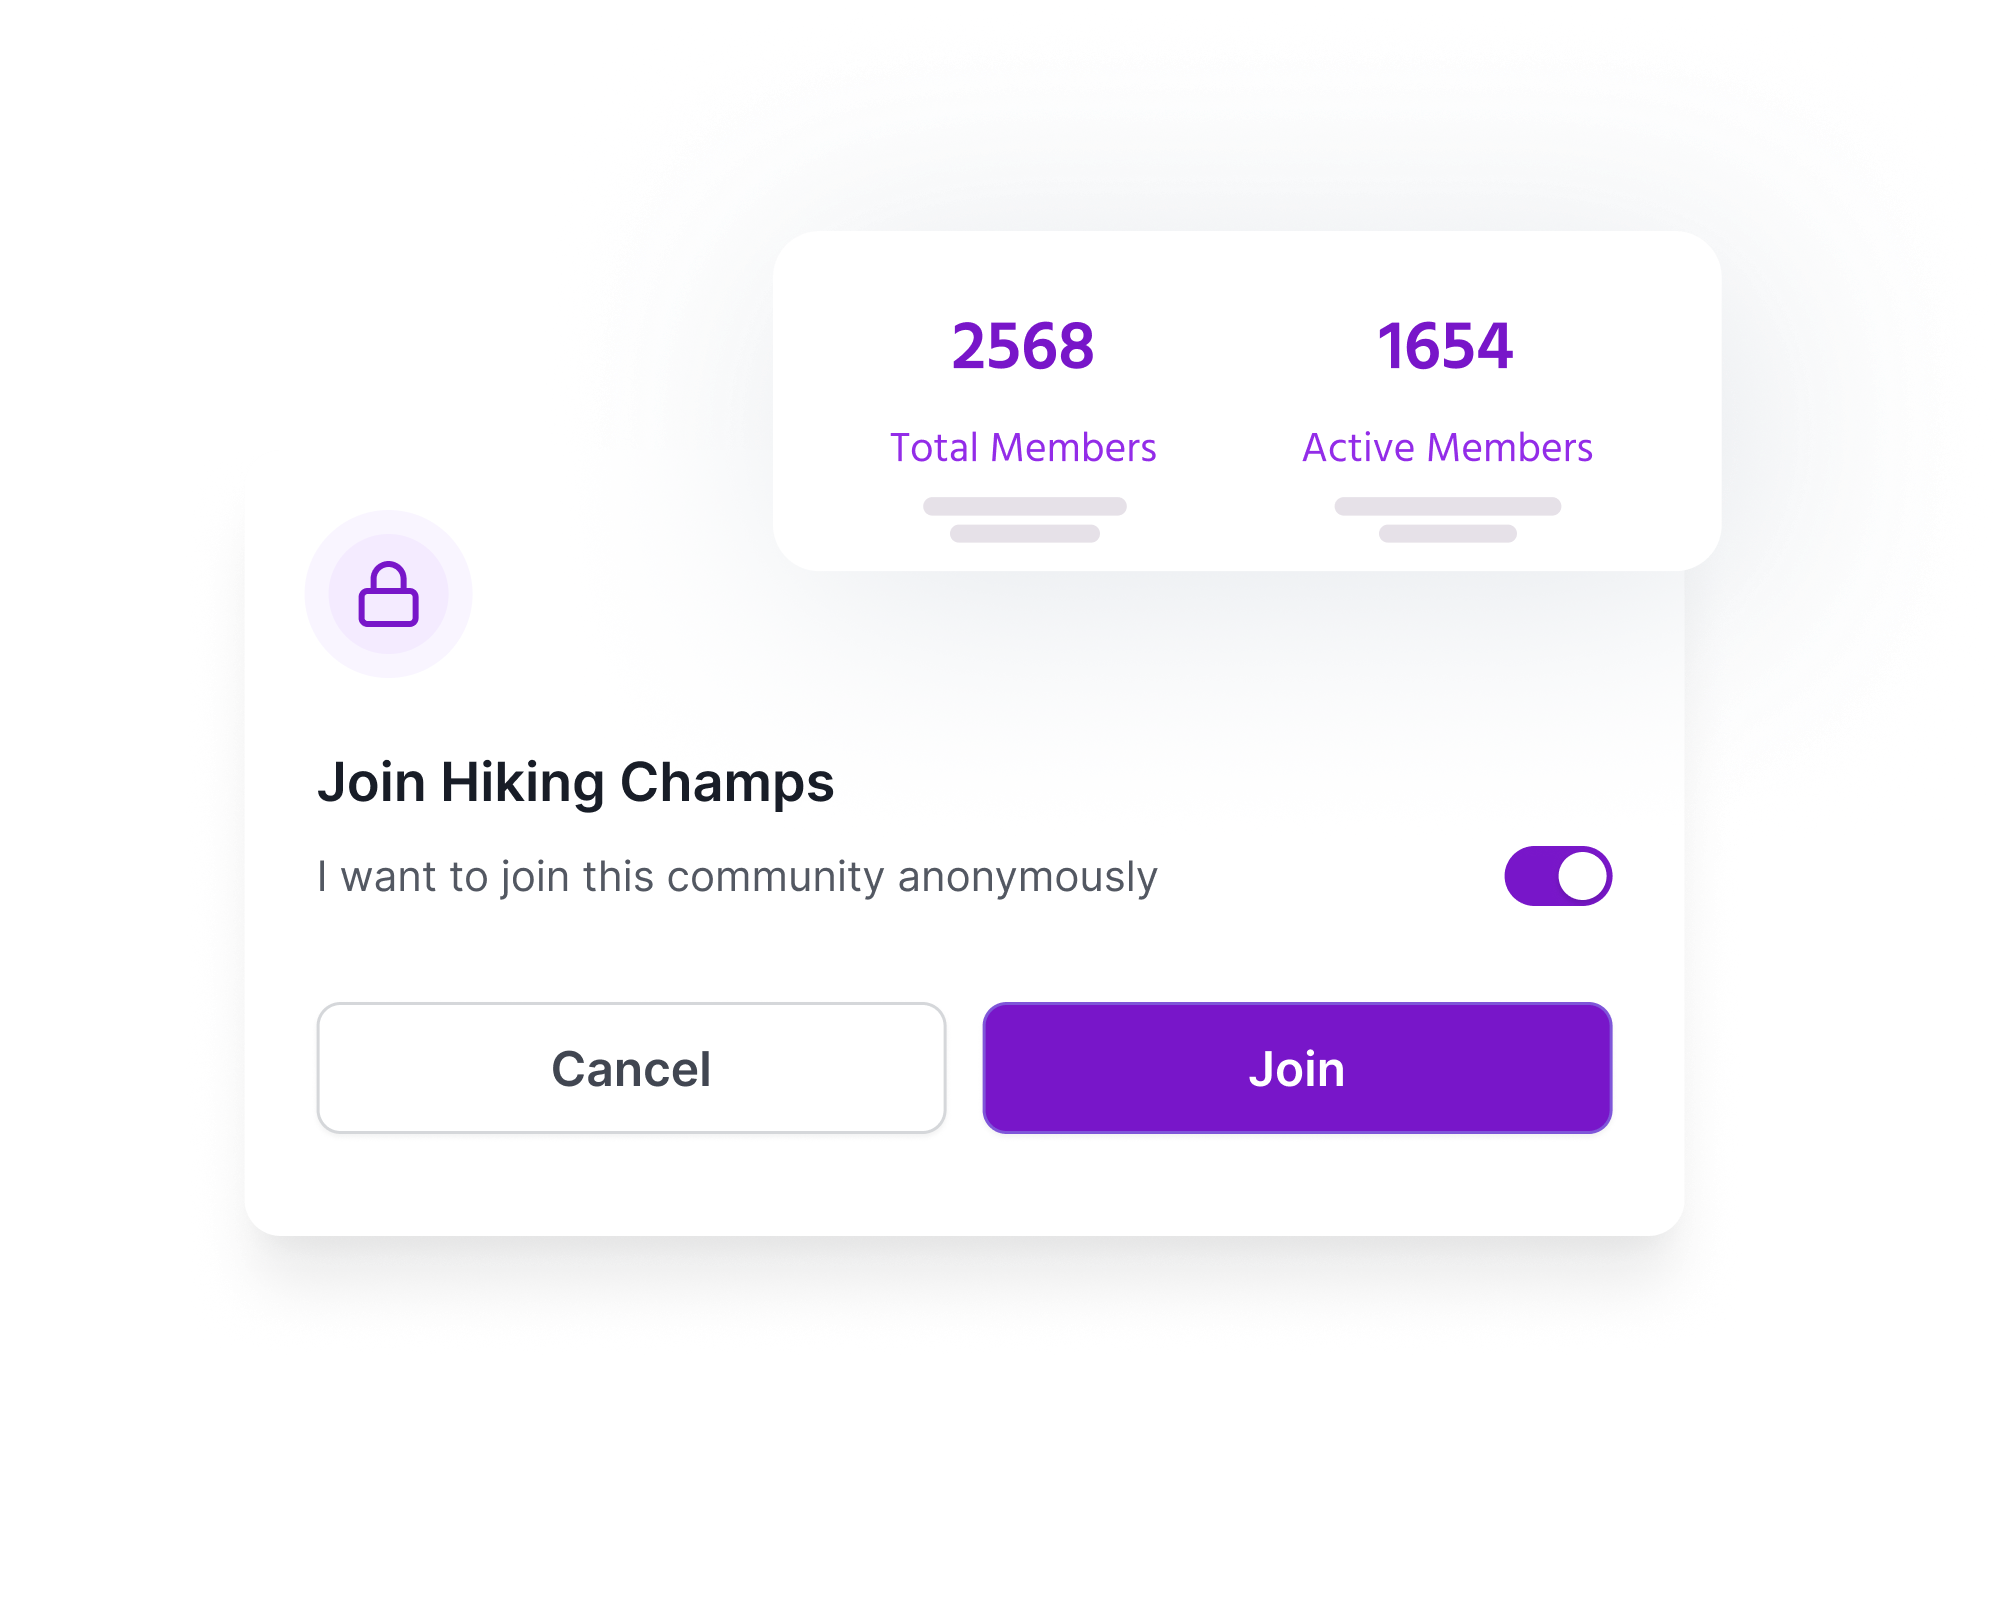 2568
1654
Total Members
Active Members
Join Hiking Champs
I want to join this community anonymously
Cancel
Join